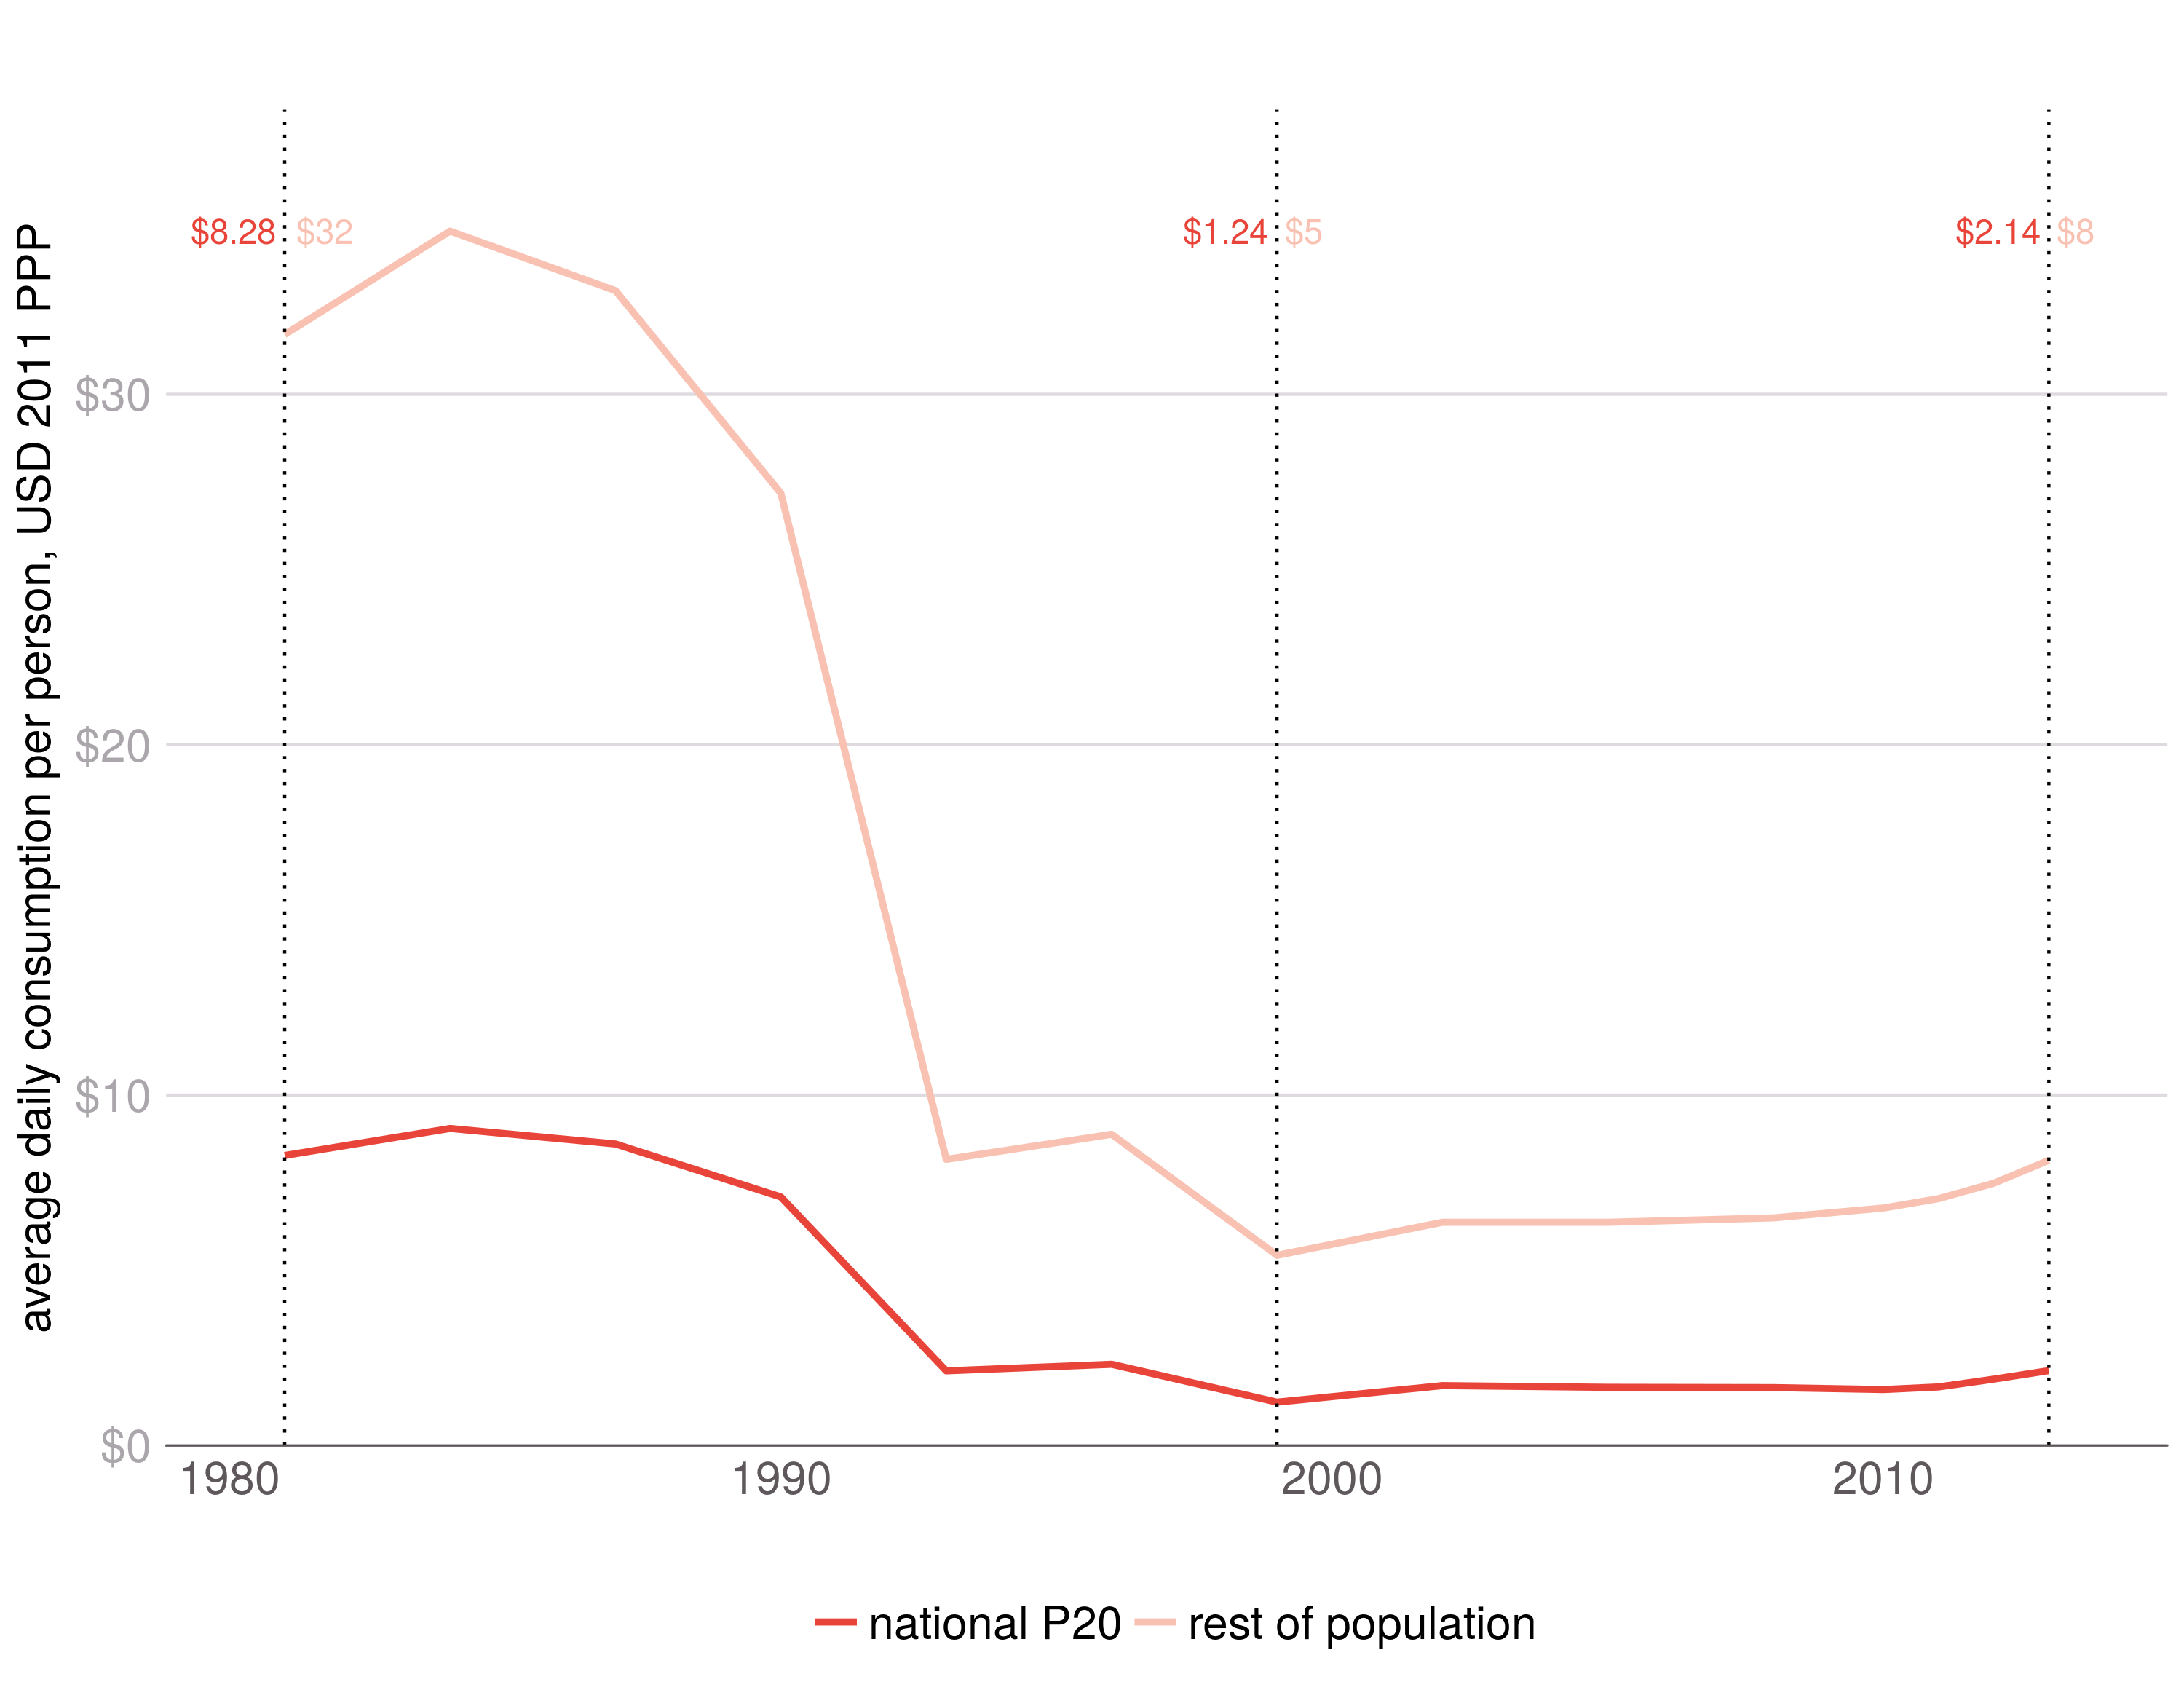 average daily consumption per person, USD 2011 PPP
$8.28 $32
$1.24 $5
$2.14 $8
$30
$20
$10
$0
1980 1990 2000 2010
national P20 rest of population